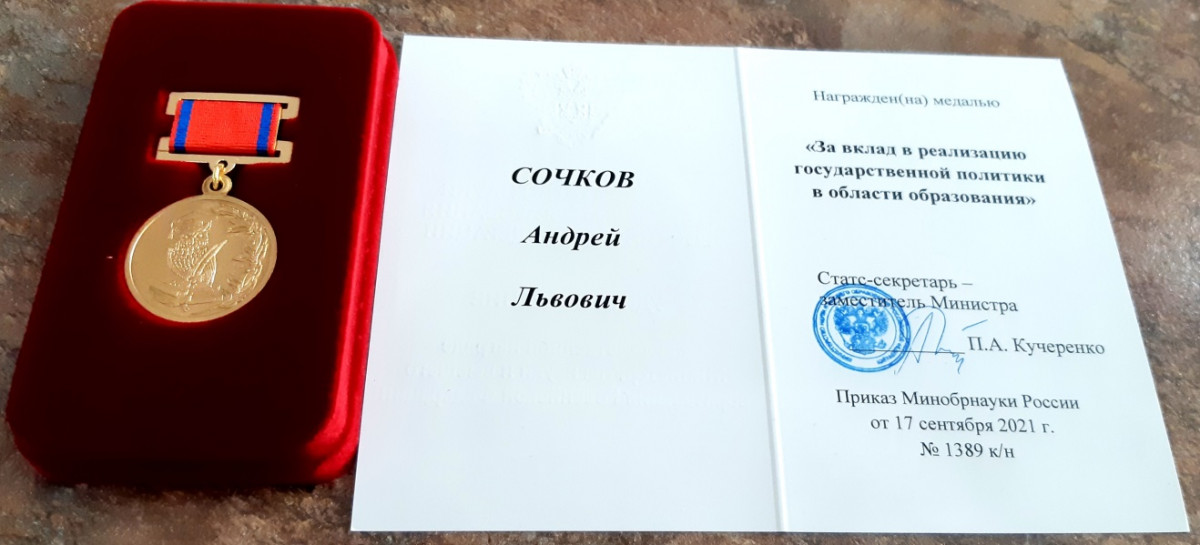 СОЧКОВ
Андрей
Львович
Награжден(на) медалью
«За вклад в реализацию
государственной политики
в области образования»
Статс-секретарь –
заместитель Министра
П.А. Кучеренко
Приказ Минобрнауки России
от 17 сентября 2021 г.
№ 1389 к/н